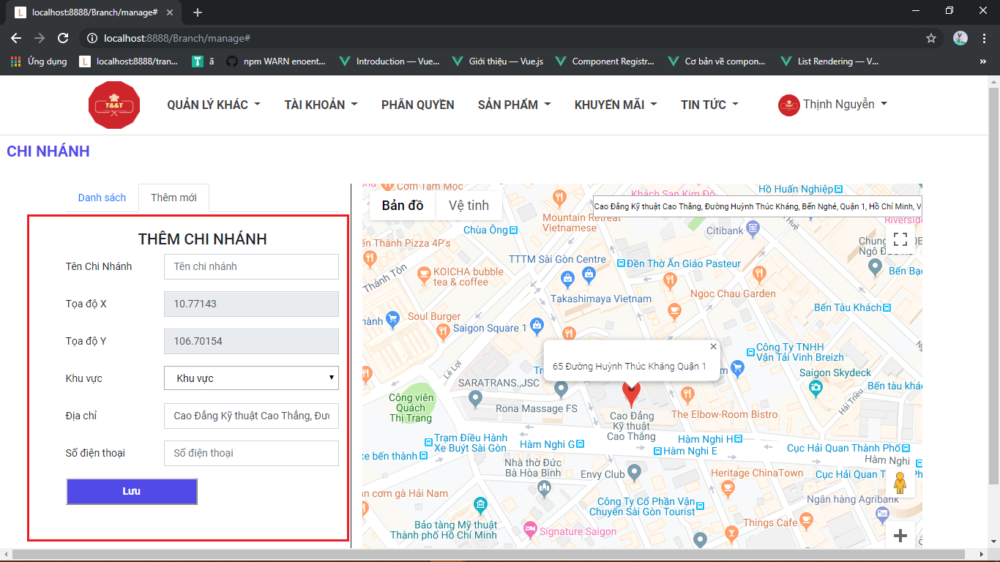 localhost:8888/Branch/manage#
localhost:8888/Branch/manage#
Ứng dụng
localhost:8888/tran...
ã
npm WARN enoent...
Introduction — Vue...
Giới thiệu — Vue.js
Component Registr...
Cơ bản về compon...
List Rendering — V...
T&&T
QUẢN LÝ KHÁC
TÀI KHOẢN
PHÂN QUYỀN
SẢN PHẨM
KHUYẾN MÃI
TIN TỨC
Thịnh Nguyễn
CHI NHÁNH
Danh sách
Thêm mới
THÊM CHI NHÁNH
Tên Chi Nhánh
Tên chi nhánh
Tọa độ X
10.77143
Tọa độ Y
106.70154
Khu vực
Khu vực
Địa chỉ
Cao Đẳng Kỹ thuật Cao Thắng, Đườ
Số điện thoại
Số điện thoại
Lưu
Bản đồ
Vệ tinh
Cao Đẳng Kỹ thuật Cao Thắng, Đường Huỳnh Thúc Kháng, Bến Nghé, Quận 1, Hồ Chí Minh, V
Cơm Tấm Mộc
Khách Sạn Kim Đô
Hồ Huấn Nghiệp
Mountain Retreat
Vietnamese
Riverside
Chùa Ông
Citibank
Huệ
ến Thành Pizza 4P's
TTTM Sài Gòn Centre
Đền Thờ Ấn Giáo Pasteur
Bến Bạ
KOICHA bubble
tea & coffee
Thánh Tôn
Takashimaya Vietnam
Ngoc Chau Garden
Bến Tàu Khách
Soul Burger
Saigon Square 1
Công Ty TNHH
Vận Tải Vinh Breizh
Lê Lợi
65 Đường Huỳnh Thúc Kháng Quận 1
Saigon Skydeck
SARATRANS.,JSC
Bến tàu khác
Hải Triều
Công viên
Quách
Thị Trang
Rona Massage FS
Cao Đẳng
Kỹ thuật
Cao Thắng
The Elbow-Room Bistro
Trạm Điều Hành
Xe Buýt Sài Gòn
Hàm Nghi G
Hàm Nghi H
Hàm Nghi E
Cục Hải Quan Thành Phố
xe bến thành
Hàm Nghi
Nhà thờ Đức
Bà Hòa Bình
Envy Club
Heritage ChinaTown
Cục Hải Quan T
n cơm gà Hải Nam
Công Ty Cổ Phần Vận
Chuyển Sài Gòn Tourist
Ngân hàng Agribank
Bảo tàng Mỹ thuật
Thành phố Hồ Chí Minh
Signature Saigon
Things Cafe